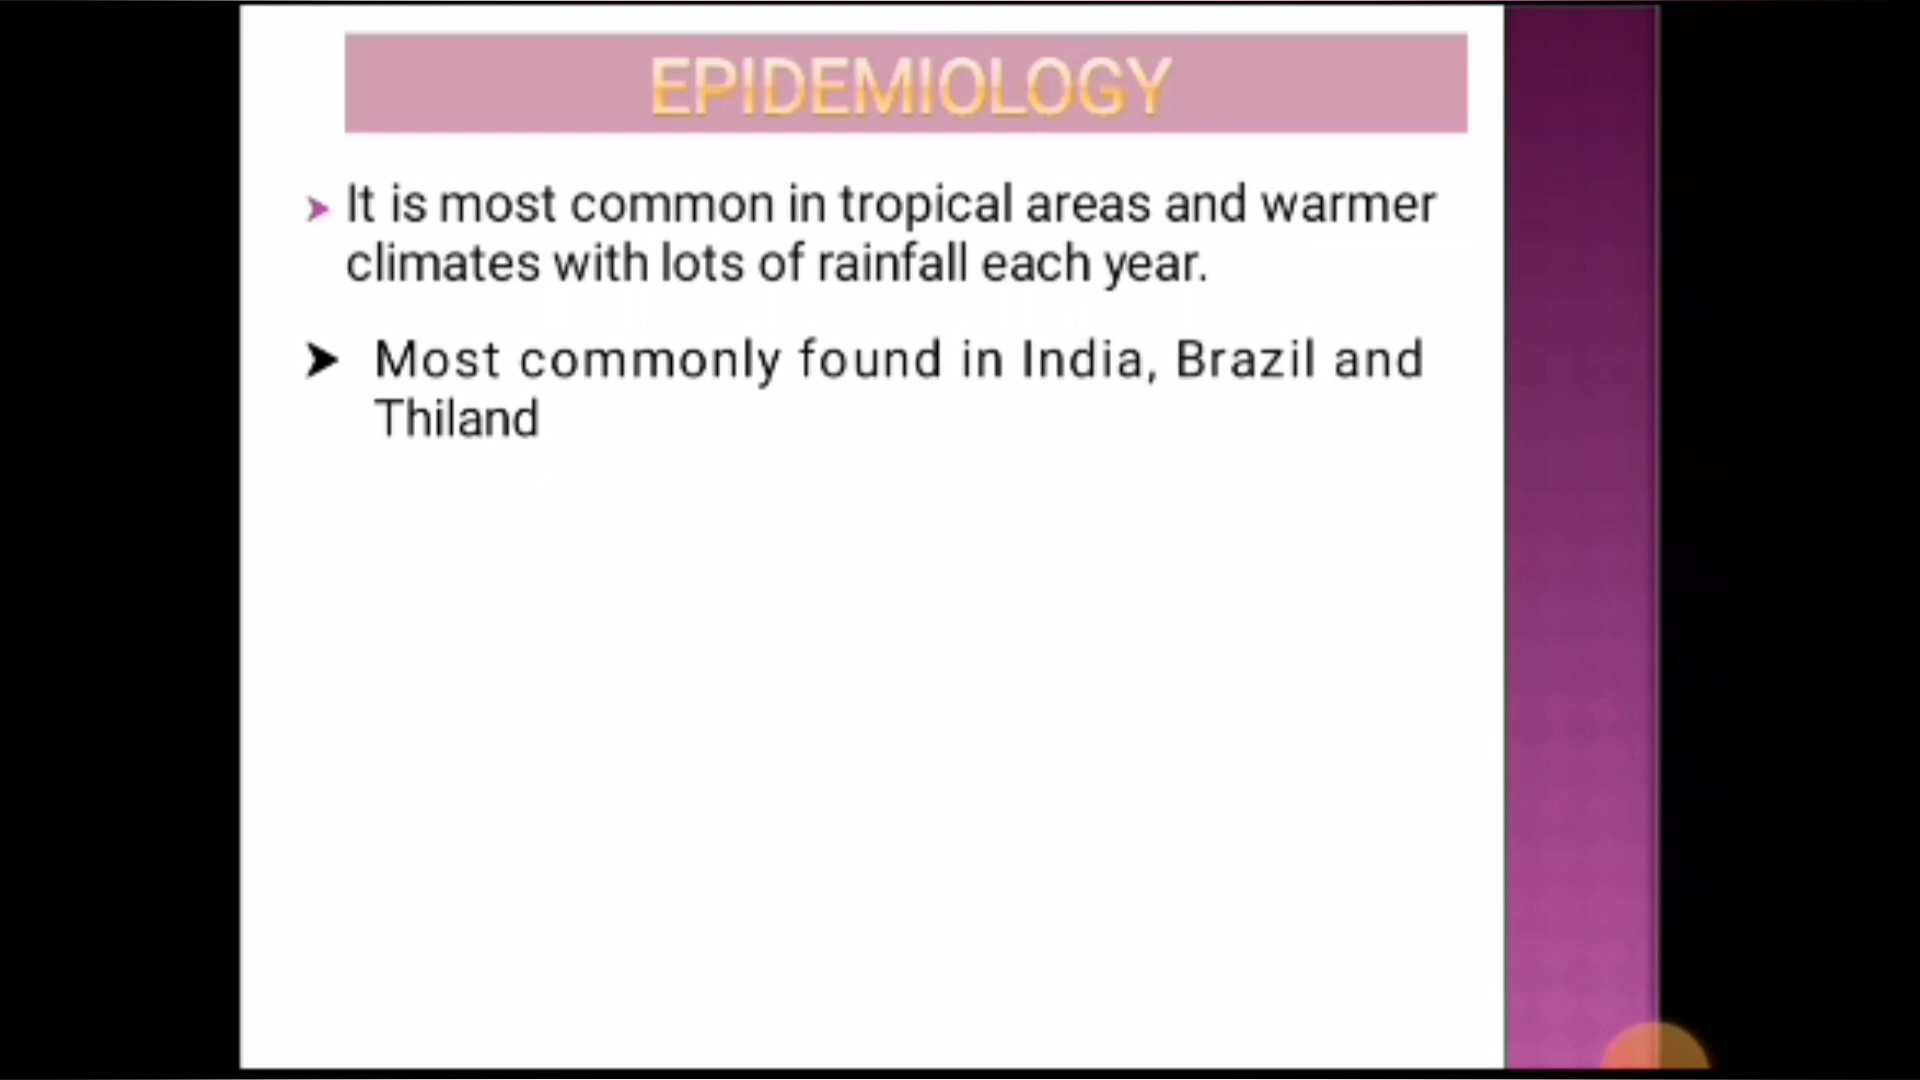 EPIDEMIOLOGY
➤ It is most common in tropical areas and warmer
climates with lots of rainfall each year.
➤ Most commonly found in India, Brazil and
Thiland